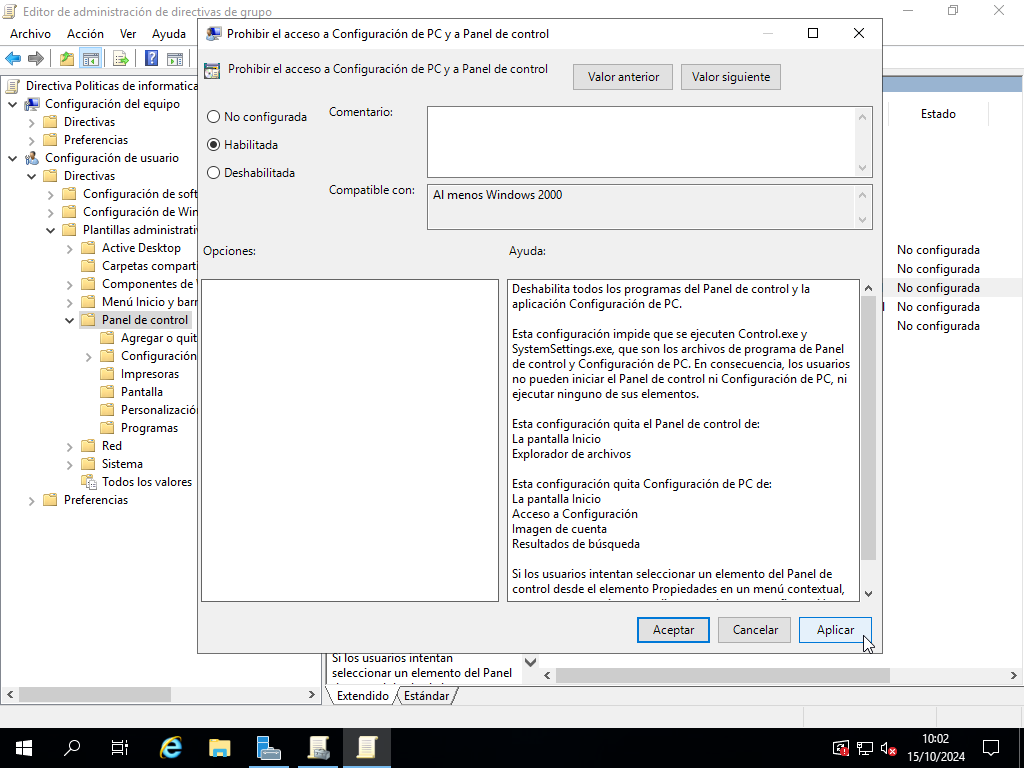 Editor de administración de directivas de grupo
Archivo Acción Ver Ayuda
Prohibir el acceso a Configuración de PC y a Panel de control
Prohibir el acceso a Configuración de PC y a Panel de control
Valor anterior
Valor siguiente
No configurada
Habilitada
Deshabilitada
Comentario:
Compatible con:
Al menos Windows 2000
Opciones:
Ayuda:
Deshabilita todos los programas del Panel de control y la
aplicación Configuración de PC.
Esta configuración impide que se ejecuten Control.exe y
SystemSettings.exe, que son los archivos de programa de Panel
de control y Configuración de PC. En consecuencia, los usuarios
no pueden iniciar el Panel de control ni Configuración de PC, ni
ejecutar ninguno de sus elementos.
Esta configuración quita el Panel de control de:
La pantalla Inicio
Explorador de archivos
Esta configuración quita Configuración de PC de:
La pantalla Inicio
Acceso a Configuración
Imagen de cuenta
Resultados de búsqueda
Si los usuarios intentan seleccionar un elemento del Panel de
control desde el elemento Propiedades en un menú contextual,
Aceptar
Cancelar
Aplicar
Directiva Politicas de informatica
Configuración del equipo
Directivas
Preferencias
Configuración de usuario
Directivas
Configuración de soft
Configuración de Win
Plantillas administrati
Active Desktop
Carpetas comparti
Componentes de
Menú Inicio y barr
Panel de control
Agregar o quit
Configuración
Impresoras
Pantalla
Personalización
Programas
Red
Sistema
Todos los valores
Preferencias
Estado
No configurada
No configurada
No configurada
No configurada
No configurada
Si los usuarios intentan
seleccionar un elemento del Panel
Extendido
Estándar
10:02
15/10/2024